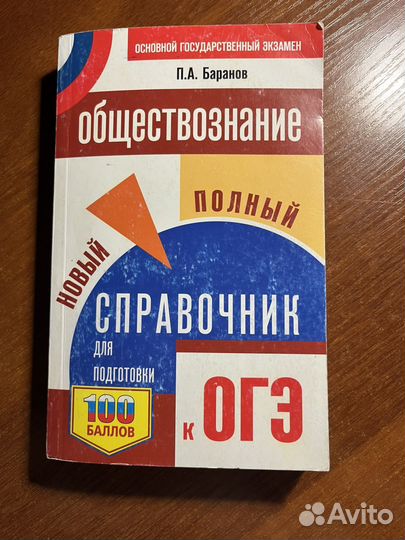 ОСНОВНОЙ ГОСУДАРСТВЕННЫЙ ЭКЗАМЕН
П.А. Баранов
ОБЩЕСТВОЗНАНИЕ
НОВЫЙ
ПОЛНЫЙ
СПРАВОЧНИК
ДЛЯ
ПОДГОТОВКИ
К ОГЭ
100
БАЛЛОВ
Avito